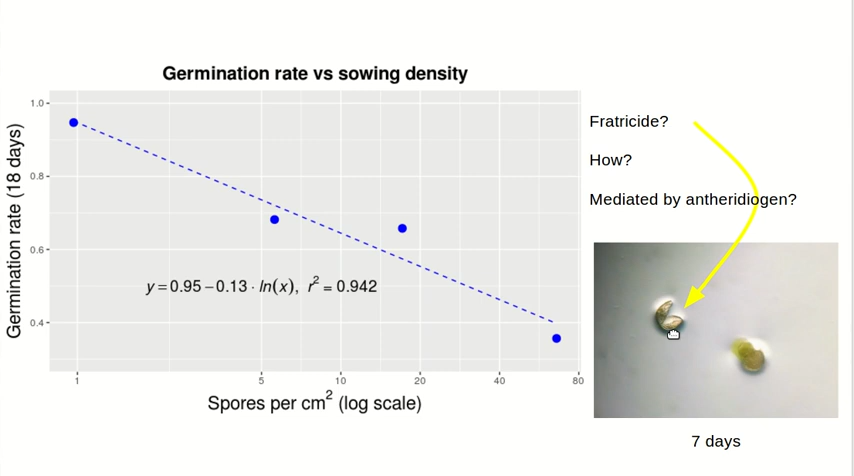 Germination rate vs sowing density
Germination rate (18 days)
1.0
0.8
0.6
0.4
y = 0.95 – 0.13 · ln(x), r² = 0.942
1 5 10 20 40 80
Spores per cm² (log scale)
Fratricide?
How?
Mediated by antheridiogen?
7 days